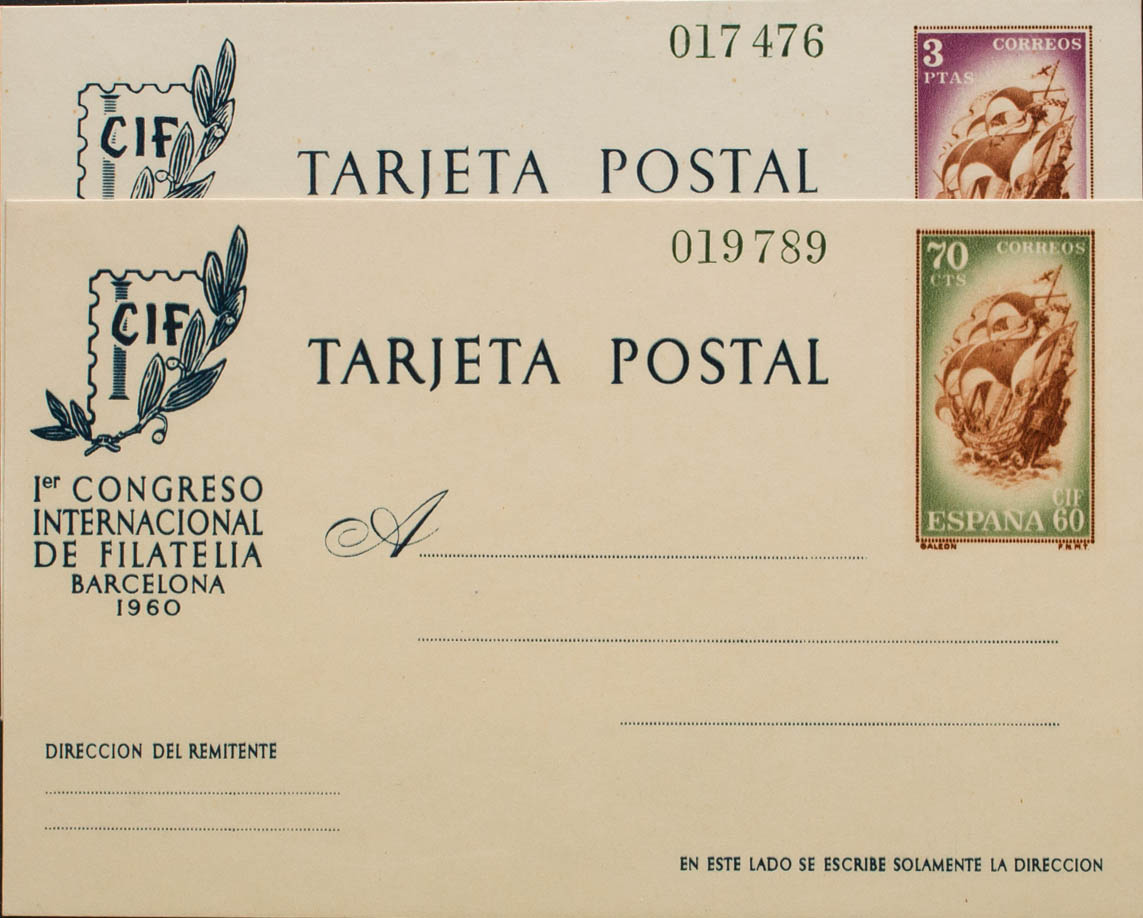 017476
3 CORREOS
PTAS
CIF
TARJETA POSTAL
019789
70 CORREOS
CTS
CIF
TARJETA POSTAL
1er CONGRESO
INTERNACIONAL
DE FILATELIA
BARCELONA
1960
A
CIF
ESPAÑA 60
GALEON F.N.M.T.
DIRECCION DEL REMITENTE
EN ESTE LADO SE ESCRIBE SOLAMENTE LA DIRECCION